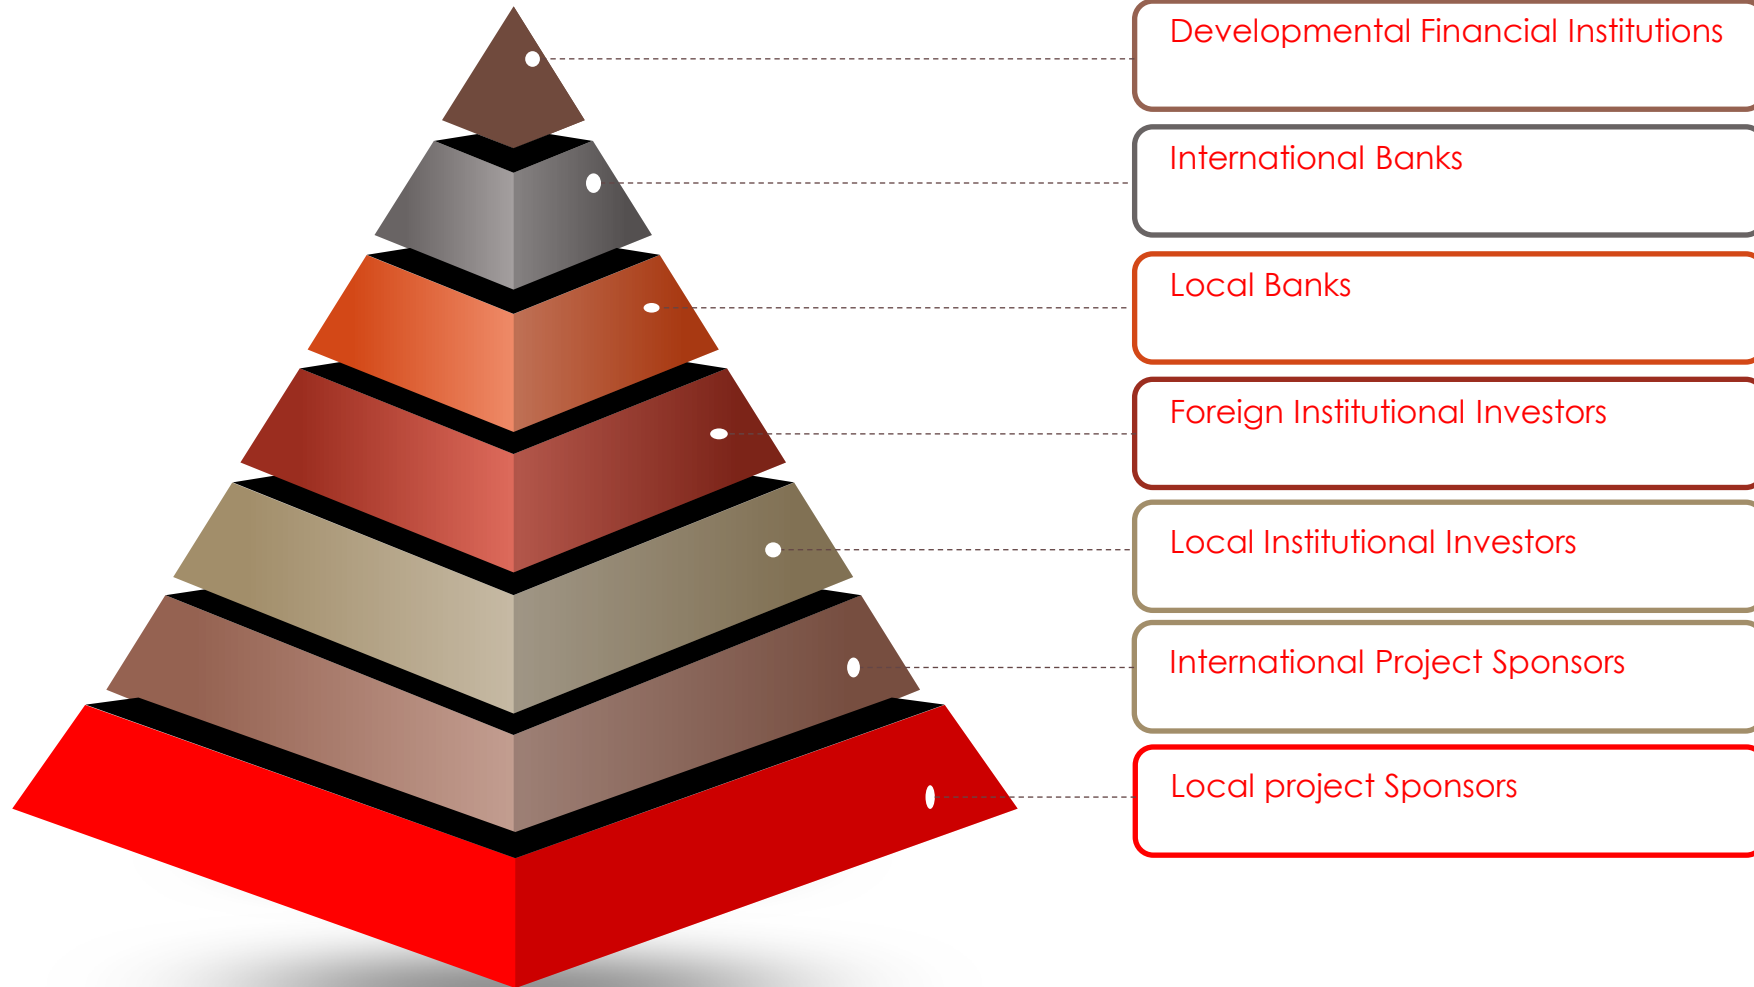 Developmental Financial Institutions
International Banks
Local Banks
Foreign Institutional Investors
Local Institutional Investors
International Project Sponsors
Local project Sponsors